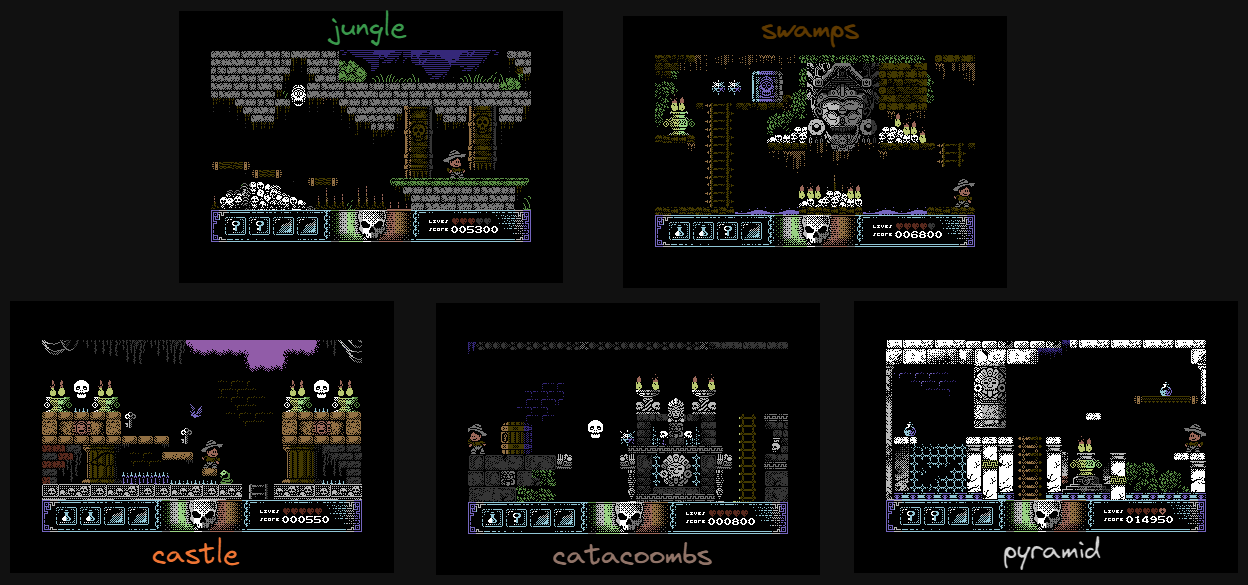 jungle
swamps
LIVES
SCORE 005300
LIVES
SCORE 006800
LIVES
SCORE 000550
LIVES
SCORE 000800
LIVES
SCORE 014950
castle
catacoombs
pyramid